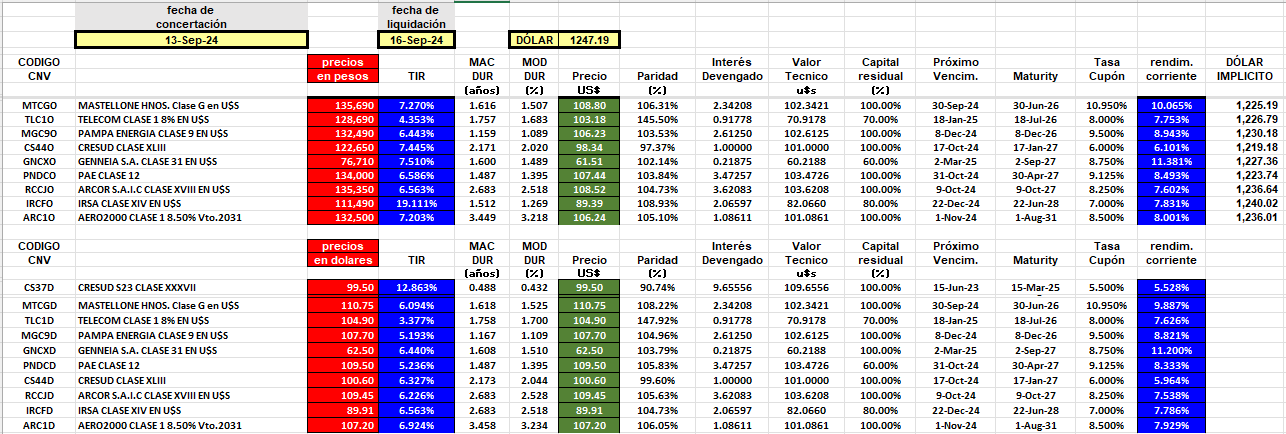 fecha de fecha de
concertación liquidación
13-Sep-24 16-Sep-24 DÓLAR 1247.19
CODIGO precios MAC MOD Interés Valor Capital Próximo Tasa rendim. DÓLAR
CNV en pesos TIR DUR DUR Precio Paridad Devengado Tecnico residual Vencim. Maturity Cupón corriente IMPLICITO
(años) (%) US$ (%) u$s (%)
MTCGO MASTELLONE HNOS. Clase G en U$S 135,690 7.270% 1.616 1.507 108.80 106.31% 2.34208 102.3421 100.00% 30-Sep-24 30-Jun-26 10.950% 10.065% 1,225.19
TLC1O TELECOM CLASE 1 8% EN U$S 128,690 4.353% 1.757 1.683 103.18 145.50% 0.91778 70.9178 70.00% 18-Jan-25 18-Jul-26 8.000% 7.753% 1,226.79
MGC9O PAMPA ENERGIA CLASE 9 EN U$S 132,490 6.443% 1.159 1.089 106.23 103.53% 2.61250 102.6125 100.00% 8-Dec-24 8-Dec-26 9.500% 8.943% 1,230.18
CS44O CRESUD CLASE XLIII 122,650 7.445% 2.171 2.020 98.34 97.37% 1.00000 101.0000 100.00% 17-Oct-24 17-Jan-27 6.000% 6.101% 1,219.18
GNCXO GENNEIA S.A. CLASE 31 EN U$S 76,710 7.510% 1.600 1.489 61.51 102.14% 0.21875 60.2188 60.00% 2-Mar-25 2-Sep-27 8.750% 11.381% 1,227.36
PNDCO PAE CLASE 12 134,000 6.586% 1.487 1.395 107.44 103.84% 3.47257 103.4726 100.00% 31-Oct-24 30-Apr-27 9.125% 8.493% 1,223.74
RCCJO ARCOR S.A.I.C CLASE XVIII EN U$S 135,350 6.563% 2.683 2.518 108.52 104.73% 3.62083 103.6208 100.00% 9-Oct-24 9-Oct-27 8.250% 7.602% 1,236.64
IRCFO IRSA CLASE XIV EN U$S 111,490 19.111% 1.512 1.269 89.39 108.93% 2.06597 82.0660 80.00% 22-Dec-24 22-Jun-28 7.000% 7.831% 1,240.02
ARC1O AERO2000 CLASE 1 8.50% Vto.2031 132,500 7.203% 3.449 3.218 106.24 105.10% 1.08611 101.0861 100.00% 1-Nov-24 1-Aug-31 8.500% 8.001% 1,236.01
CODIGO precios MAC MOD Interés Valor Capital Próximo Tasa rendim.
CNV en dolares TIR DUR DUR Precio Paridad Devengado Tecnico residual Vencim. Maturity Cupón corriente
(años) (%) US$ (%) u$s (%)
CS37D CRESUD S23 CLASE XXXVII 99.50 12.863% 0.488 0.432 99.50 90.74% 9.65556 109.6556 100.00% 15-Jun-23 15-Mar-25 5.500% 5.528%
MTCGD MASTELLONE HNOS. Clase G en U$S 110.75 6.094% 1.618 1.525 110.75 108.22% 2.34208 102.3421 100.00% 30-Sep-24 30-Jun-26 10.950% 9.887%
TLC1D TELECOM CLASE 1 8% EN U$S 104.90 3.377% 1.758 1.700 104.90 147.92% 0.91778 70.9178 70.00% 18-Jan-25 18-Jul-26 8.000% 7.626%
MGC9D PAMPA ENERGIA CLASE 9 EN U$S 107.70 5.193% 1.167 1.109 107.70 104.96% 2.61250 102.6125 100.00% 8-Dec-24 8-Dec-26 9.500% 8.821%
GNCXD GENNEIA S.A. CLASE 31 EN U$S 62.50 6.440% 1.608 1.510 62.50 103.79% 0.21875 60.2188 100.00% 2-Mar-25 2-Sep-27 8.750% 11.200%
PNDCD PAE CLASE 12 109.50 5.236% 1.487 1.395 109.50 105.83% 3.47257 103.4726 60.00% 31-Oct-24 30-Apr-27 9.125% 8.333%
CS44D CRESUD CLASE XLIII 100.60 6.327% 2.173 2.044 100.60 99.60% 1.00000 101.0000 100.00% 17-Oct-24 17-Jan-27 6.000% 5.964%
RCCJD ARCOR S.A.I.C CLASE XVIII EN U$S 109.45 6.226% 2.683 2.528 109.45 105.63% 3.62083 103.6208 100.00% 9-Oct-24 9-Oct-27 8.250% 7.538%
IRCFD IRSA CLASE XIV EN U$S 89.91 6.563% 2.683 2.518 89.91 104.73% 2.06597 82.0660 80.00% 22-Dec-24 22-Jun-28 7.000% 7.786%
ARC1D AERO2000 CLASE 1 8.50% Vto.2031 107.20 6.924% 3.458 3.234 107.20 106.05% 1.08611 101.0861 100.00% 1-Nov-24 1-Aug-31 8.500% 7.929%